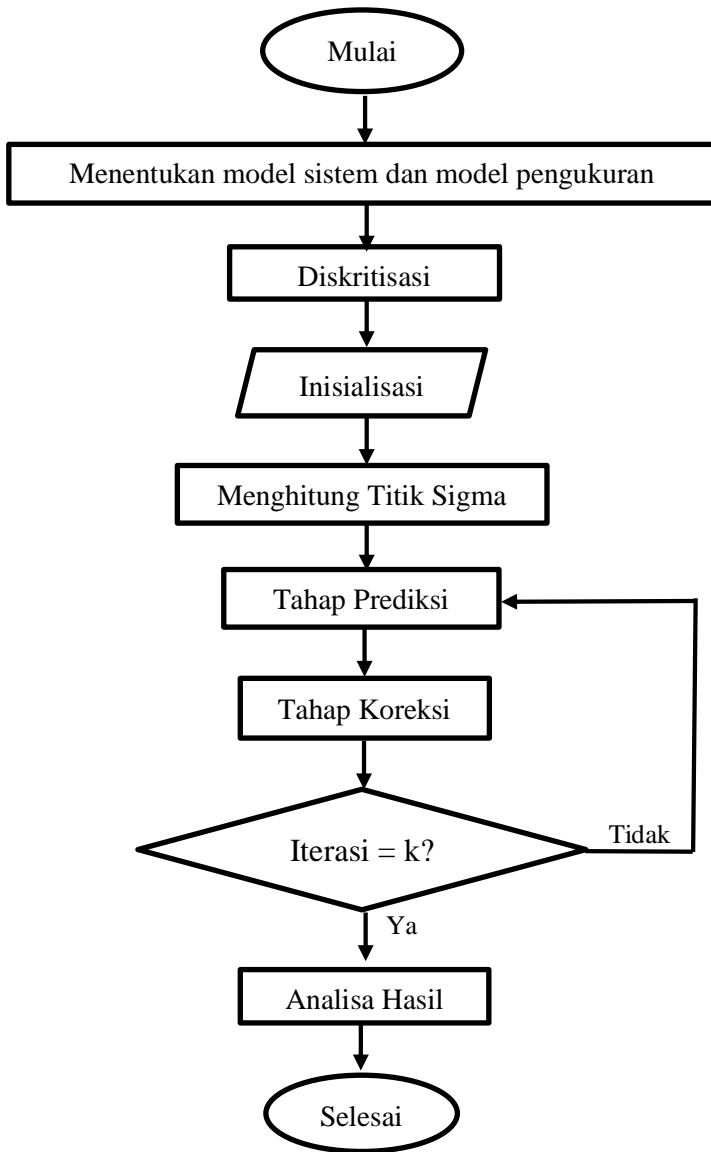 Mulai
Menentukan model sistem dan model pengukuran
Diskritisasi
Inisialisasi
Menghitung Titik Sigma
Tahap Prediksi
Tahap Koreksi
Iterasi = k?
Tidak
Ya
Analisa Hasil
Selesai